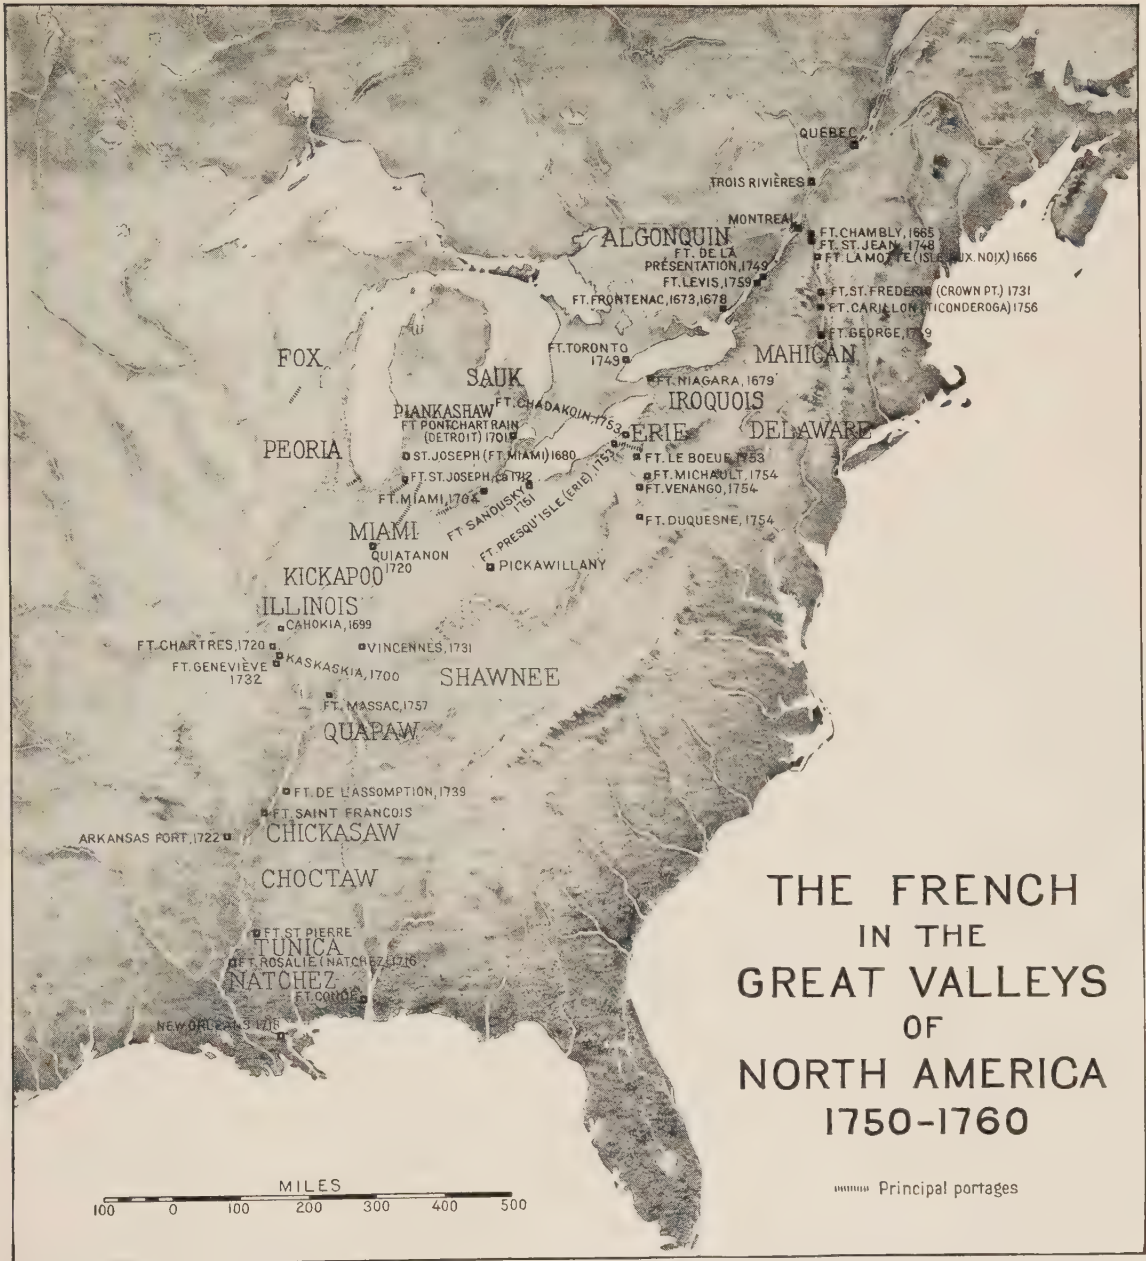 QUÉBEC
TROIS RIVIÈRES
MONTREAL
ALGONQUIN
FT. CHAMBLY, 1665
FT. ST. JEAN, 1748
FT. DE LA
PRÉSENTATION, 1749
FT. LA MOTTE (ISLE AUX. NOIX) 1666
FT. LEVIS, 1759
FT. ST. FREDERIC (CROWN PT.) 1731
FT. FRONTENAC, 1673, 1678
FT. CARILLON (TICONDEROGA) 1756
FT. GEORGE, 1759
FT. TORONTO
1749
MAHICAN
FOX
SAUK
FT. NIAGARA, 1679
IROQUOIS
PIANKASHAW
FT. CHADAKOIN, 1753
FT PONTCHARTRAIN
(DETROIT) 1701
ERIE
DELAWARE
PEORIA
ST. JOSEPH (FT. MIAMI) 1680
FT. LE BOEUF, 1753
FT. ST. JOSEPH,
1712
FT. MICHAULT, 1754
FT. MIAMI, 1704
FT. SANDUSKY
1751
FT. PRESQU'ISLE (ERIE), 1753
FT. VENANGO, 1754
FT. DUQUESNE, 1754
MIAMI
QUIATANON
1720
PICKAWILLANY
KICKAPOO
ILLINOIS
CAHOKIA, 1699
FT. CHARTRES, 1720
VINCENNES, 1731
KASKASKIA, 1700
FT. GENEVIÈVE
1732
SHAWNEE
FT. MASSAC, 1757
QUAPAW
FT. DE L'ASSOMPTION, 1739
FT. SAINT FRANCOIS
ARKANSAS PORT, 1722
CHICKASAW
CHOCTAW
FT. ST PIERRE
TUNICA
FT. ROSALIE (NATCHEZ) 1716
NATCHEZ
FT. CONDÉ
NEW ORLEANS 1718
THE FRENCH
IN THE
GREAT VALLEYS
OF
NORTH AMERICA
1750-1760
Principal portages
MILES
100 0 100 200 300 400 500